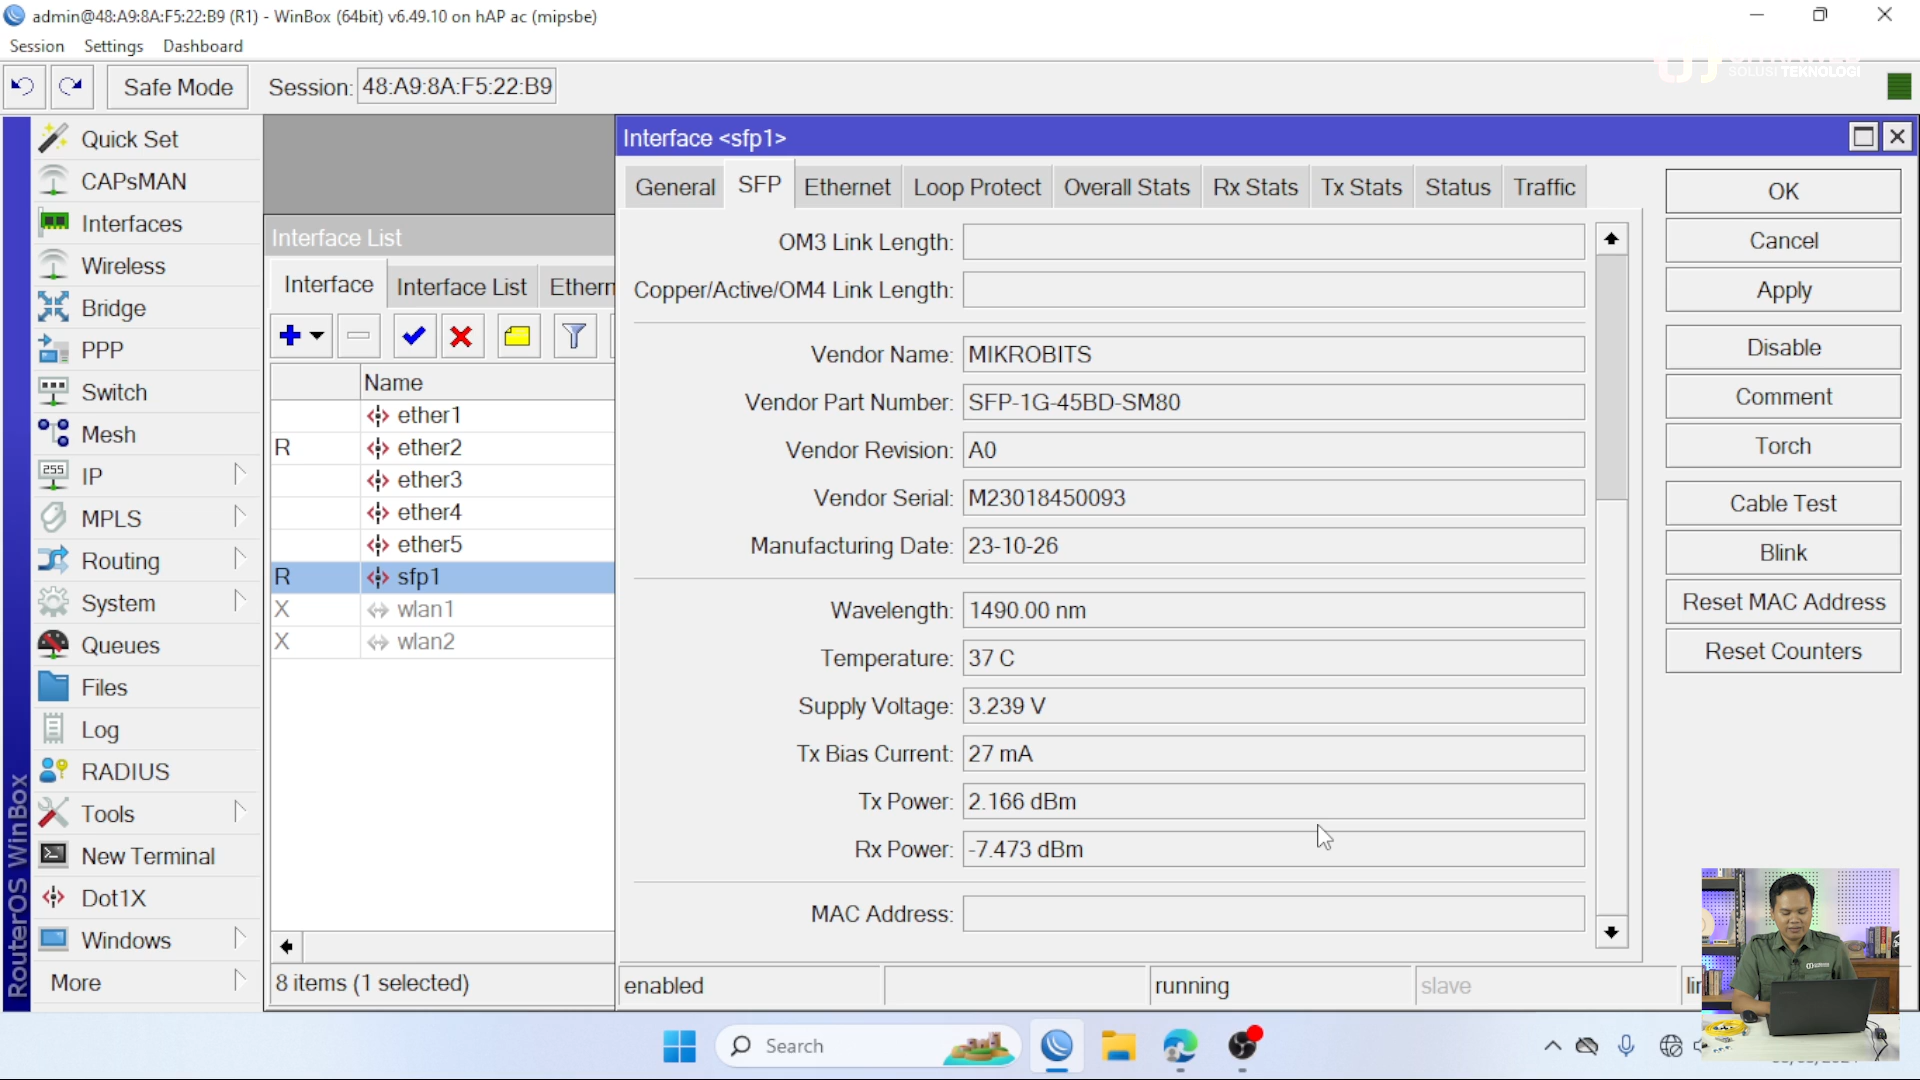 admin@48:A9:8A:F5:22:B9 (R1) - WinBox (64bit) v6.49.10 on hAP ac (mipsbe)
Session Settings Dashboard
Safe Mode Session: 48:A9:8A:F5:22:B9
SOLUSI TEKNOLOGI
RouterOS WinBox
Quick Set
CAPsMAN
Interfaces
Wireless
Bridge
PPP
Switch
Mesh
IP
MPLS
Routing
System
Queues
Files
Log
RADIUS
Tools
New Terminal
Dot1X
Windows
More
Interface List
Interface Interface List Ethern
Name
ether1
R ether2
ether3
ether4
ether5
R sfp1
X wlan1
X wlan2
8 items (1 selected)
Interface <sfp1>
General SFP Ethernet Loop Protect Overall Stats Rx Stats Tx Stats Status Traffic
OM3 Link Length:
Copper/Active/OM4 Link Length:
Vendor Name: MIKROBITS
Vendor Part Number: SFP-1G-45BD-SM80
Vendor Revision: A0
Vendor Serial: M23018450093
Manufacturing Date: 23-10-26
Wavelength: 1490.00 nm
Temperature: 37 C
Supply Voltage: 3.239 V
Tx Bias Current: 27 mA
Tx Power: 2.166 dBm
Rx Power: -7.473 dBm
MAC Address:
enabled running slave
OK
Cancel
Apply
Disable
Comment
Torch
Cable Test
Blink
Reset MAC Address
Reset Counters
Search